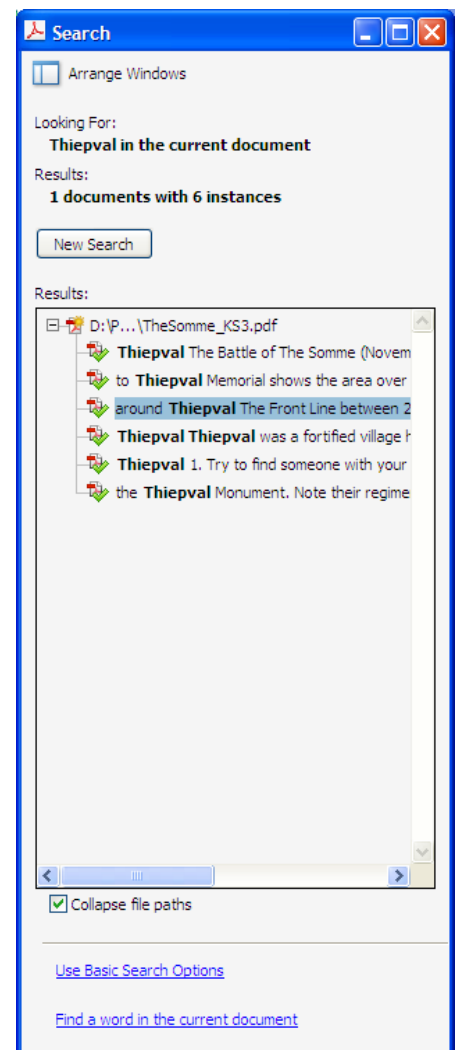 Search
Arrange Windows
Looking For:
Thiepval in the current document
Results:
1 documents with 6 instances
New Search
Results:
D:\P...\TheSomme_KS3.pdf
Thiepval The Battle of The Somme (Novem
to Thiepval Memorial shows the area over
around Thiepval The Front Line between 2
Thiepval Thiepval was a fortified village h
Thiepval 1. Try to find someone with your
the Thiepval Monument. Note their regime
Collapse file paths
Use Basic Search Options
Find a word in the current document